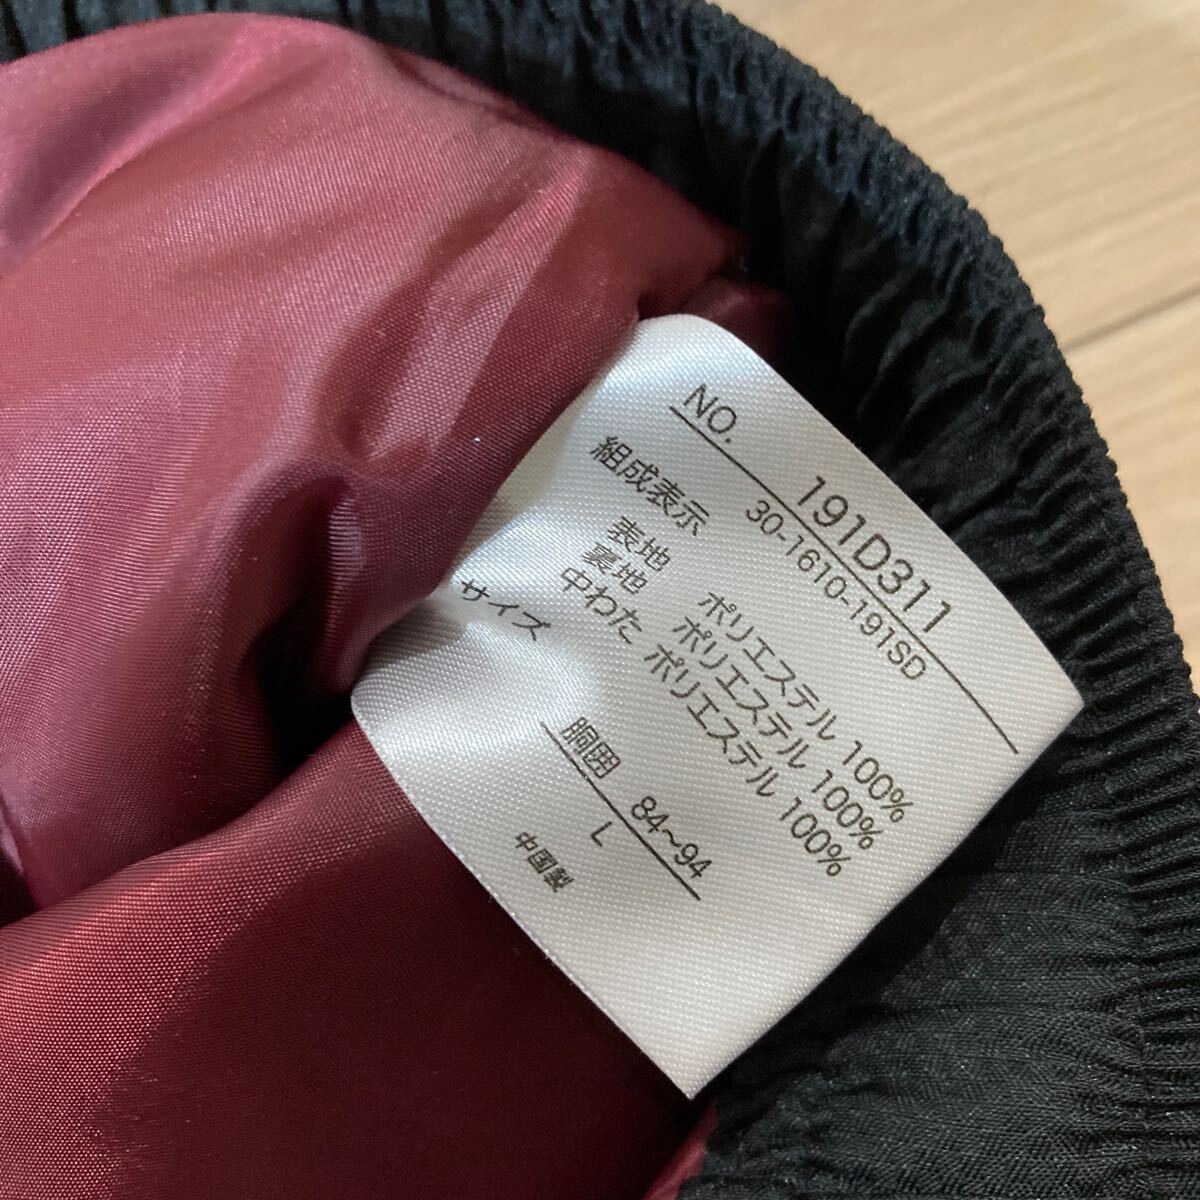 NO. 191D311
30-1610-191SD
組成表示
表地 ポリエステル 100%
裏地 ポリエステル 100%
中わた ポリエステル 100%
サイズ
胴囲 84~94
L
中国製